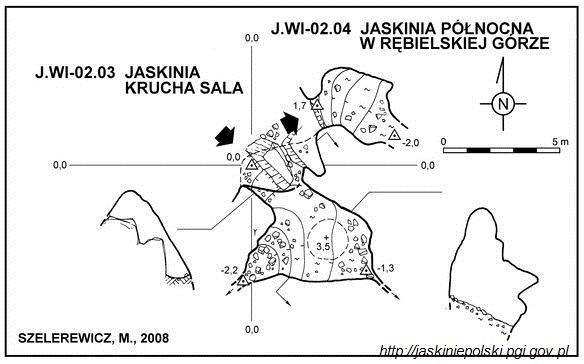 J.WI-02.04 JASKINIA PÓŁNOCNA
W RĘBIELSKIEJ GÓRZE
J.WI-02.03 JASKINIA
KRUCHA SALA
0,0
1,7
-2,0
N
0 5 m
0,0
0,0
0,0
3,5
-2,2
-1,3
0,0
SZELEREWICZ, M., 2008
http://jaskiniepolski.pgi.gov.pl